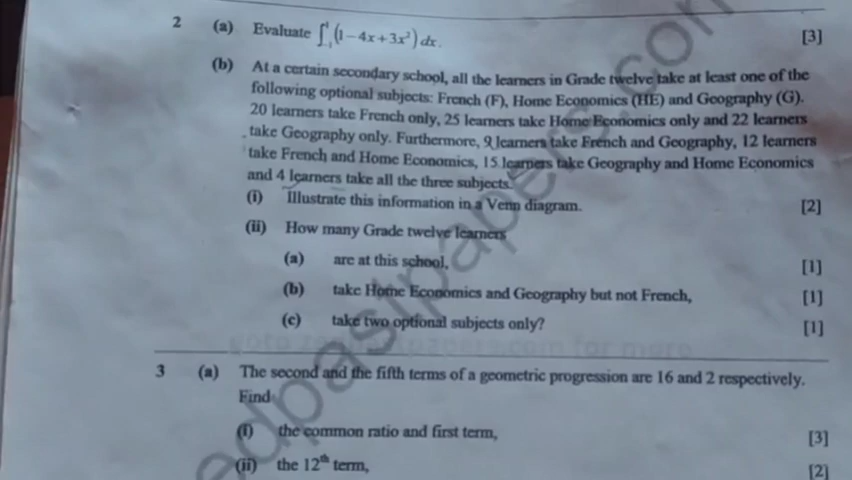 2 (a) Evaluate ∫₋₁¹ (1 – 4x + 3x²) dx. [3]
(b) At a certain secondary school, all the learners in Grade twelve take at least one of the
following optional subjects: French (F), Home Economics (HE) and Geography (G).
20 learners take French only, 25 learners take Home Economics only and 22 learners
take Geography only. Furthermore, 9 learners take French and Geography, 12 learners
take French and Home Economics, 15 learners take Geography and Home Economics
and 4 learners take all the three subjects.
(i) Illustrate this information in a Venn diagram. [2]
(ii) How many Grade twelve learners
(a) are at this school, [1]
(b) take Home Economics and Geography but not French, [1]
(c) take two optional subjects only? [1]
3 (a) The second and the fifth terms of a geometric progression are 16 and 2 respectively.
Find
(i) the common ratio and first term, [3]
(ii) the 12th term, [2]